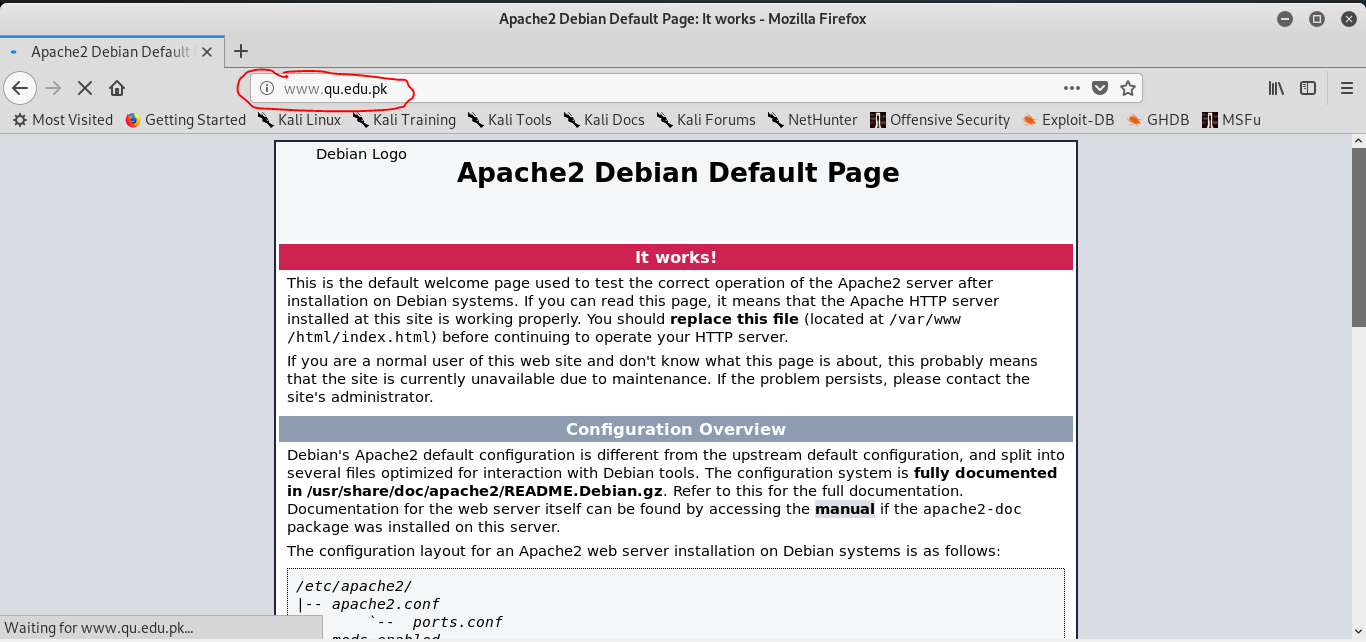 Apache2 Debian Default Page: It works - Mozilla Firefox
Apache2 Debian Default
www.qu.edu.pk
Most Visited Getting Started Kali Linux Kali Training Kali Tools Kali Docs Kali Forums NetHunter Offensive Security Exploit-DB GHDB MSFu
Debian Logo
Apache2 Debian Default Page
It works!
This is the default welcome page used to test the correct operation of the Apache2 server after
installation on Debian systems. If you can read this page, it means that the Apache HTTP server
installed at this site is working properly. You should replace this file (located at /var/www
/html/index.html) before continuing to operate your HTTP server.
If you are a normal user of this web site and don't know what this page is about, this probably means
that the site is currently unavailable due to maintenance. If the problem persists, please contact the
site's administrator.
Configuration Overview
Debian's Apache2 default configuration is different from the upstream default configuration, and split into
several files optimized for interaction with Debian tools. The configuration system is fully documented
in /usr/share/doc/apache2/README.Debian.gz. Refer to this for the full documentation.
Documentation for the web server itself can be found by accessing the manual if the apache2-doc
package was installed on this server.
The configuration layout for an Apache2 web server installation on Debian systems is as follows:
/etc/apache2/
|-- apache2.conf
`-- ports.conf
mods-enabled
Waiting for www.qu.edu.pk...